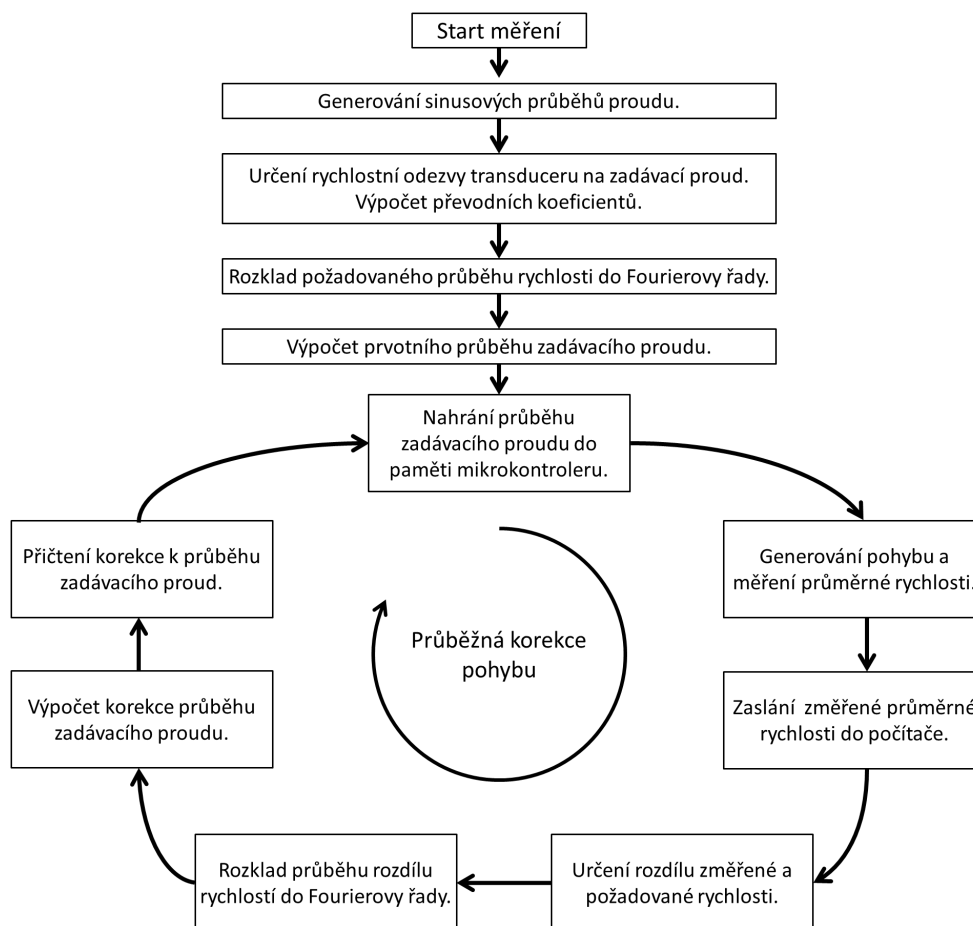 Start měření
Generování sinusových průběhů proudu.
Určení rychlostní odezvy transduceru na zadávací proud.
Výpočet převodních koeficientů.
Rozklad požadovaného průběhu rychlosti do Fourierovy řady.
Výpočet prvotního průběhu zadávacího proudu.
Nahrání průběhu
zadávacího proudu do
paměti mikrokontroleru.
Generování pohybu a
měření průměrné rychlosti.
Zaslání změřené průměrné
rychlosti do počítače.
Určení rozdílu změřené a
požadované rychlosti.
Rozklad průběhu rozdílu
rychlostí do Fourierovy řady.
Výpočet korekce průběhu
zadávacího proudu.
Přičtení korekce k průběhu
zadávacího proud.
Průběžná korekce
pohybu